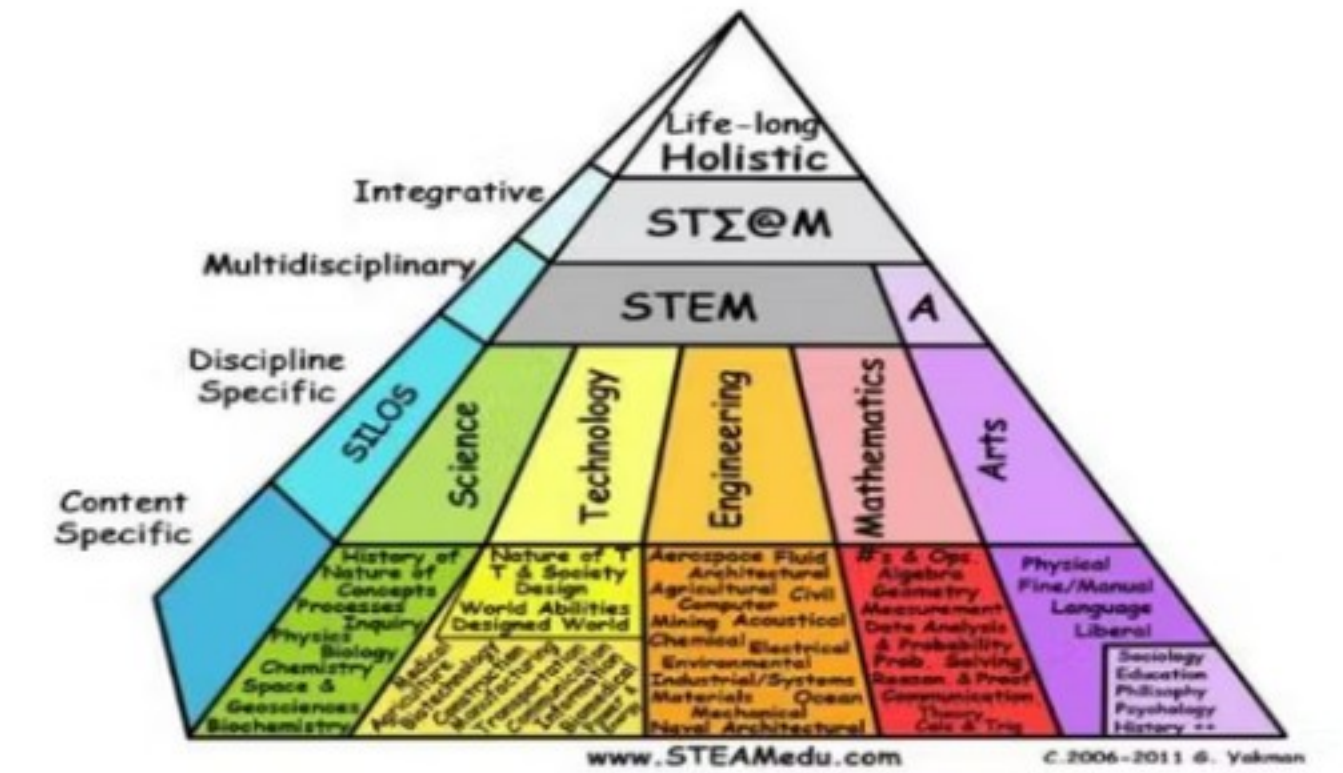 Life-long
Holistic
Integrative
STΣ@M
Multidisciplinary
STEM
A
Discipline
Specific
SILOS
Science
Technology
Engineering
Mathematics
Arts
Content
Specific
History of
Nature of
Concepts
Processes
Inquiry
Physics
Biology
Chemistry
Space &
Geosciences
Biochemistry
Nature of T
T & Society
Design
World Abilities
Designed World
Medical
Agriculture
Biotechnology
Construction
Manufacturing
Transportation
Communication
Information
Aerospace Fluid
Architectural
Agricultural Civil
Computer
Mining Acoustical
Chemical Electrical
Environmental
Industrial/Systems
Materials Ocean
Mechanical
Naval Architectural
#'s & Ops.
Algebra
Geometry
Measurement
Data Analysis
& Probability
Prob. Solving
Reason & Proof
Communication
Theory
Calc & Trig
Physical
Fine/Manual
Language
Liberal
Sociology
Education
Philisophy
Psychology
History ++
www.STEAMedu.com
C.2006-2011 G. Yakman